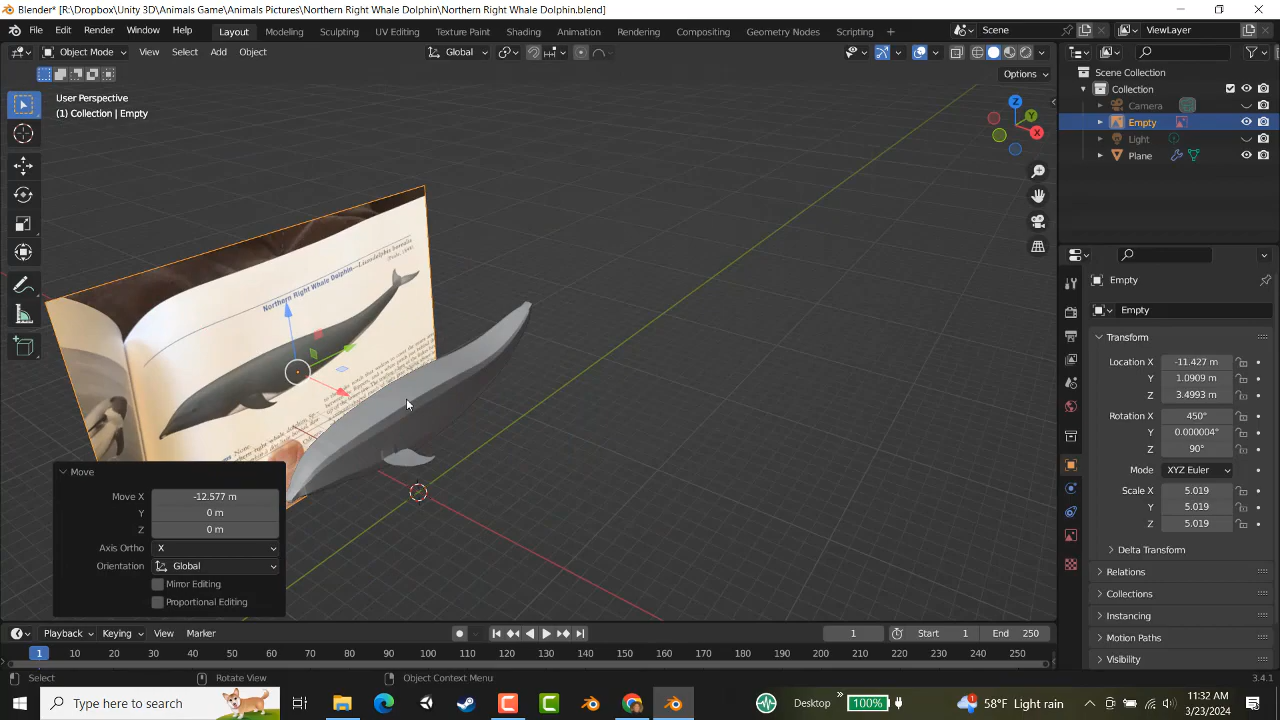 Blender* [R:\Dropbox\Unity 3D\Animals Game\Animals Pictures\Northern Right Whale Dolphin\Northern Right Whale Dolphin.blend]
File Edit Render Window Help Layout Modeling Sculpting UV Editing Texture Paint Shading Animation Rendering Compositing Geometry Nodes Scripting + Scene ViewLayer
Object Mode View Select Add Object Global
Options
User Perspective
(1) Collection | Empty
Z
Y
X
Scene Collection
Collection
Camera
Empty
Light
Plane
Northern Right Whale Dolphin
Empty
Empty
Transform
Location X -11.427 m
Y 1.0909 m
Z 3.4993 m
Rotation X 450°
Y 0.000004°
Z 90°
Mode XYZ Euler
Scale X 5.019
Y 5.019
Z 5.019
Delta Transform
Relations
Collections
Instancing
Motion Paths
Visibility
Move
Move X -12.577 m
Y 0 m
Z 0 m
Axis Ortho X
Orientation Global
Mirror Editing
Proportional Editing
Playback Keying View Marker 1 Start 1 End 250
1 10 20 30 40 50 60 70 80 90 100 110 120 130 140 150 160 170 180 190 200 210 220 230 240 250
Select Rotate View Object Context Menu 3.4.1
Type here to search Desktop 100% 1 58°F Light rain 11:32 AM
3/23/2024